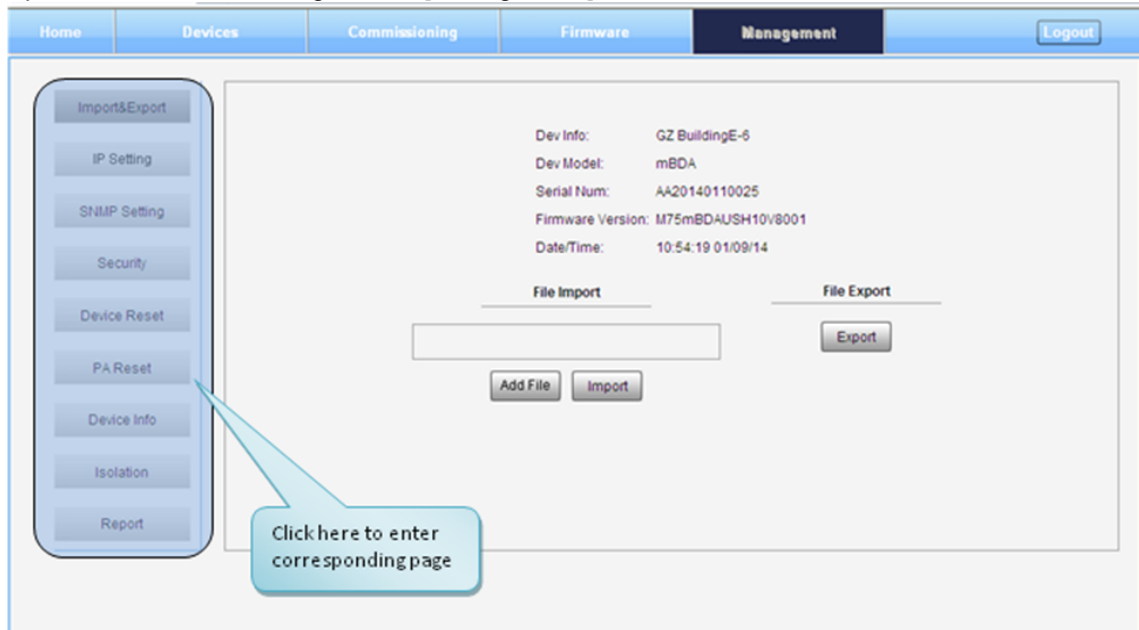 Home Devices Commissioning Firmware Management Logout
Import&Export
IP Setting
SNMP Setting
Security
Device Reset
PA Reset
Device Info
Isolation
Report
Dev Info: GZ BuildingE-6
Dev Model: mBDA
Serial Num: AA20140110025
Firmware Version: M75mBDAUSH10V8001
Date/Time: 10:54:19 01/09/14
File Import File Export
Export
Add File Import
Click here to enter
corresponding page